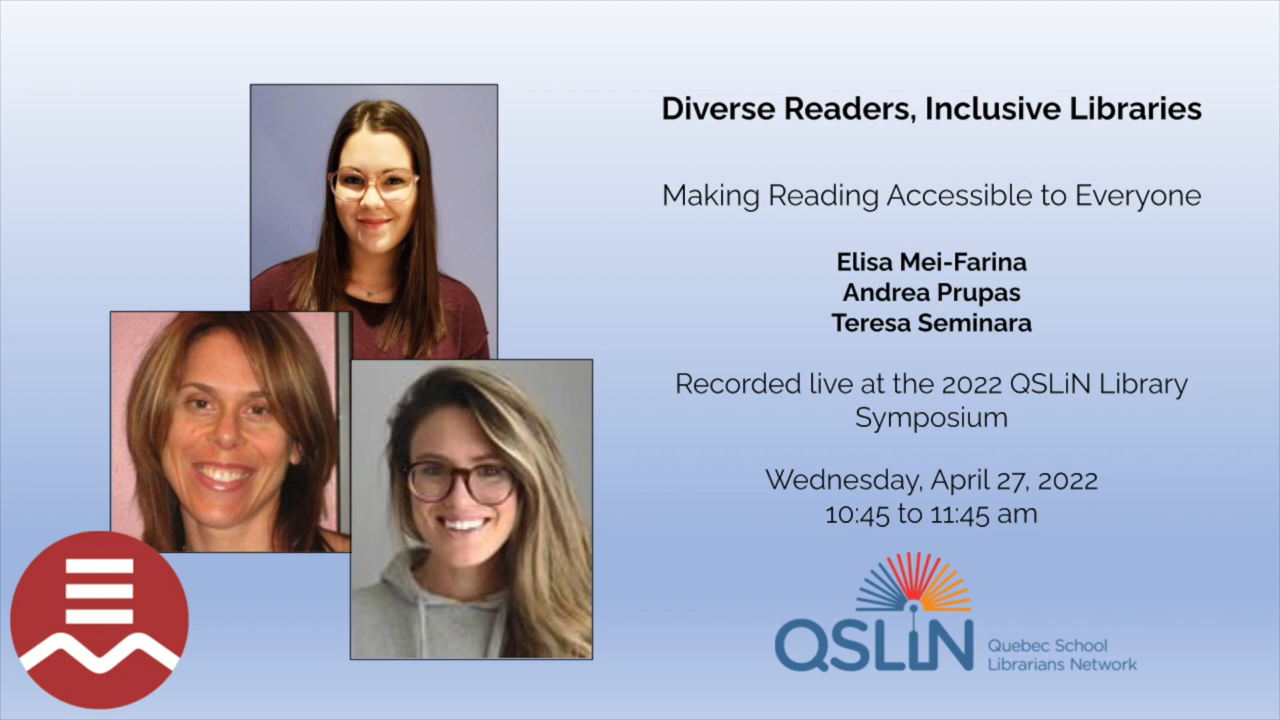 Diverse Readers, Inclusive Libraries
Making Reading Accessible to Everyone
Elisa Mei-Farina
Andrea Prupas
Teresa Seminara
Recorded live at the 2022 QSLiN Library
Symposium
Wednesday, April 27, 2022
10:45 to 11:45 am
QSLiN
Quebec School
Librarians Network